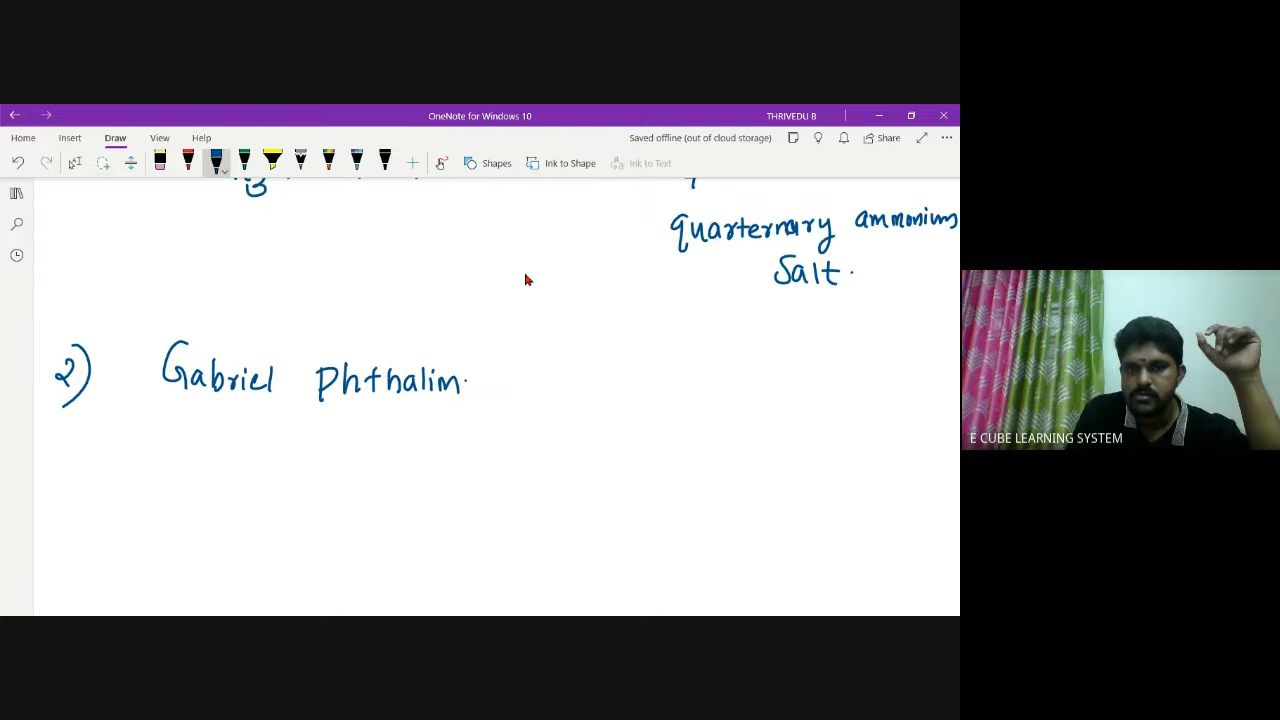 OneNote for Windows 10
THRIVEDU B
Home Insert Draw View Help
Saved offline (out of cloud storage)
Share
Shapes
Ink to Shape
Ink to Text
quarternary ammonium
Salt.
2) Gabriel Phthalim
E CUBE LEARNING SYSTEM